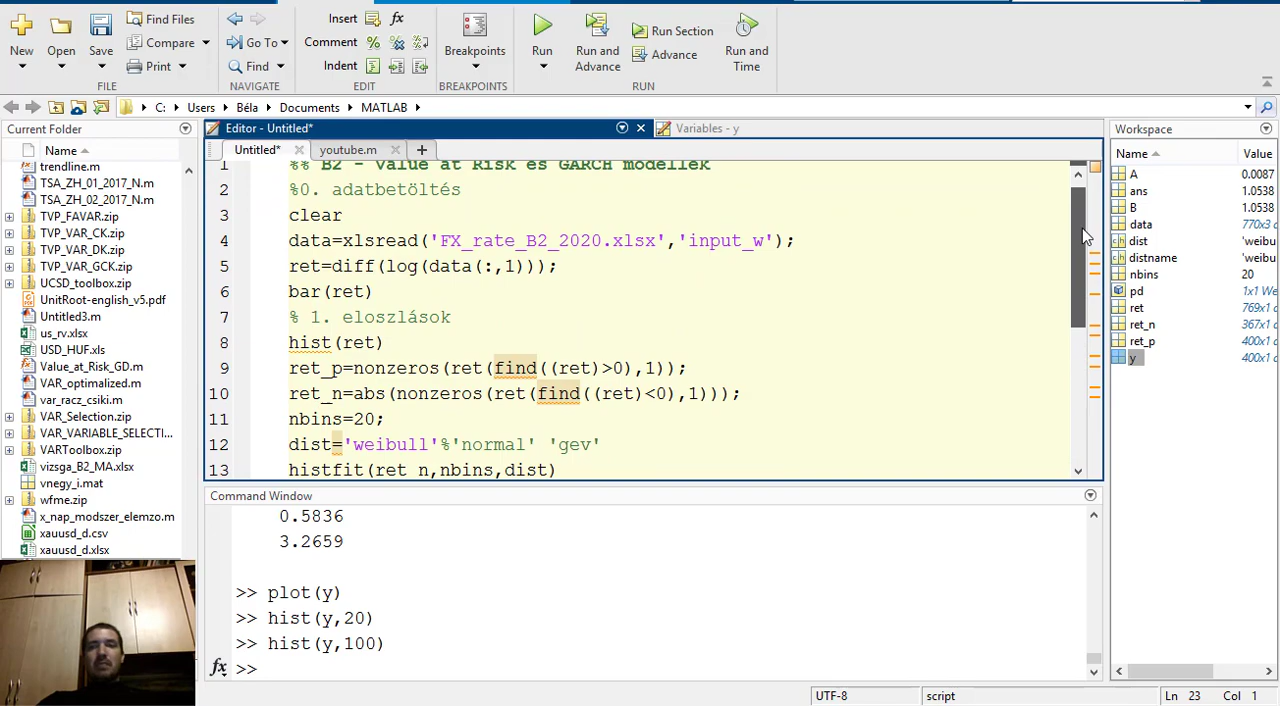 Find Files
Insert
fx
New
Open
Save
Compare
Print
Go To
Find
Comment
Indent
Breakpoints
Run
Run and Advance
Run Section
Advance
Run and Time
FILE
NAVIGATE
EDIT
BREAKPOINTS
RUN
C: Users Béla Documents MATLAB
Current Folder
Name
trendline.m
TSA_ZH_01_2017_N.m
TSA_ZH_02_2017_N.m
TVP_FAVAR.zip
TVP_VAR_CK.zip
TVP_VAR_DK.zip
TVP_VAR_GCK.zip
UCSD_toolbox.zip
UnitRoot-english_v5.pdf
Untitled3.m
us_rv.xlsx
USD_HUF.xls
Value_at_Risk_GD.m
VAR_optimalized.m
var_racz_csiki.m
VAR_Selection.zip
VAR_VARIABLE_SELECTI...
VARToolbox.zip
vizsga_B2_MA.xlsx
vnegy_i.mat
wfme.zip
x_nap_modszer_elemzo.m
xauusd_d.csv
xauusd_d.xlsx
Editor - Untitled*
Variables - y
Untitled*
youtube.m
1 %% B2 - Value at Risk és GARCH modellek
2 %0. adatbetöltés
3 clear
4 data=xlsread('FX_rate_B2_2020.xlsx','input_w');
5 ret=diff(log(data(:,1)));
6 bar(ret)
7 % 1. eloszlások
8 hist(ret)
9 ret_p=nonzeros(ret(find((ret)>0),1));
10 ret_n=abs(nonzeros(ret(find((ret)<0),1)));
11 nbins=20;
12 dist='weibull'%'normal' 'gev'
13 histfit(ret_n,nbins,dist)
Command Window
0.5836
3.2659
>> plot(y)
>> hist(y,20)
>> hist(y,100)
fx >>
Workspace
Name Value
A 0.0087
ans 1.0538
B 1.0538
data 770x3
dist 'weibu
distname 'weibu
nbins 20
pd 1x1 We
ret 769x1
ret_n 367x1
ret_p 400x1
y 400x1
UTF-8
script
Ln 23 Col 1